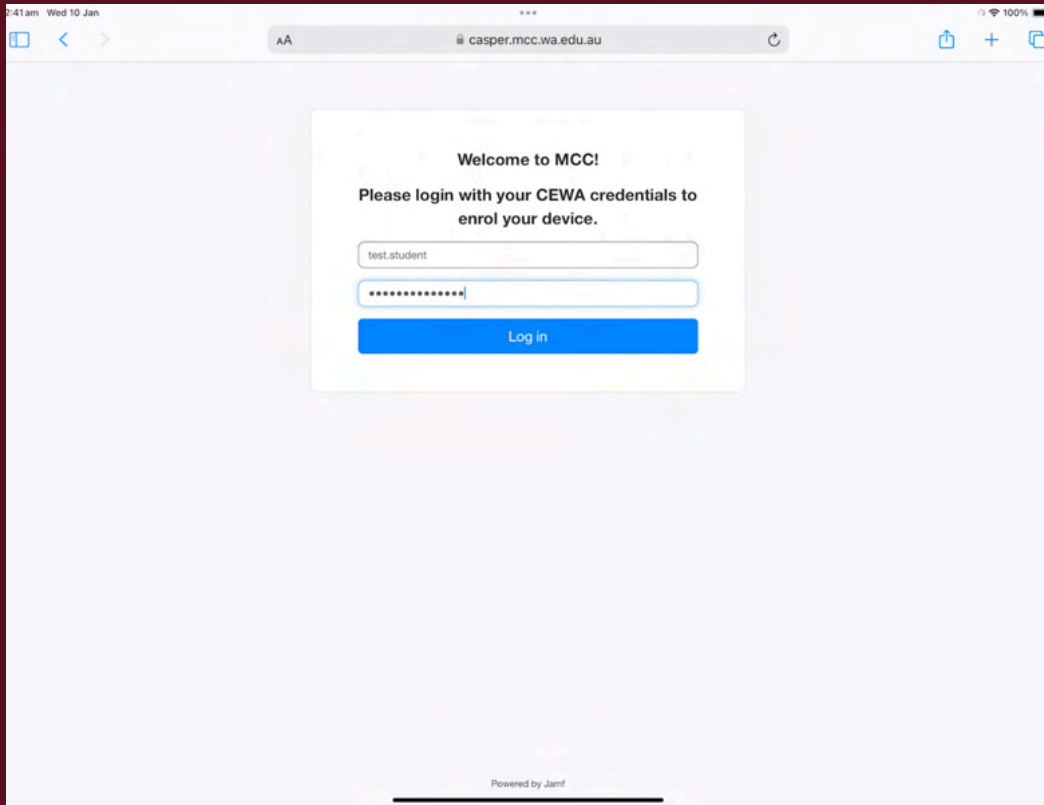 2:41am Wed 10 Jan
100%
AA
casper.mcc.wa.edu.au
Welcome to MCC!
Please login with your CEWA credentials to
enrol your device.
test.student
••••••••••••••
Log in
Powered by Jamf